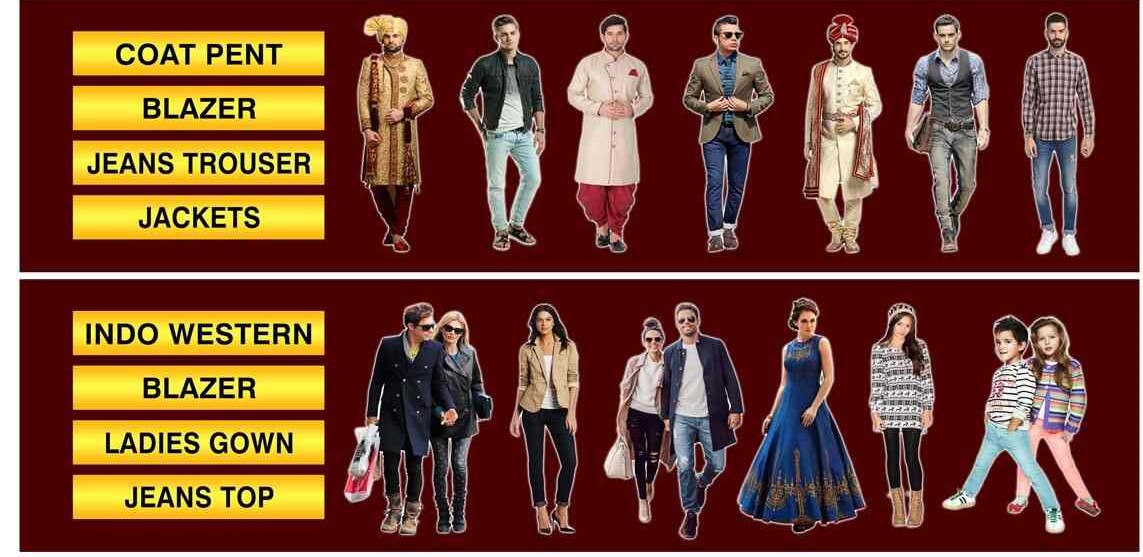 COAT PENT
BLAZER
JEANS TROUSER
JACKETS
INDO WESTERN
BLAZER
LADIES GOWN
JEANS TOP